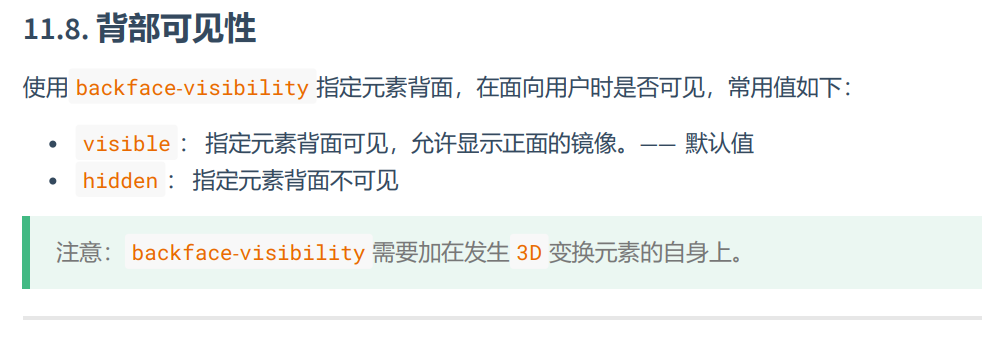 11.8. 背部可见性
使用 backface-visibility 指定元素背面，在面向用户时是否可见，常用值如下：
• visible ： 指定元素背面可见，允许显示正面的镜像。—— 默认值
• hidden ： 指定元素背面不可见
注意： backface-visibility 需要加在发生 3D 变换元素的自身上。